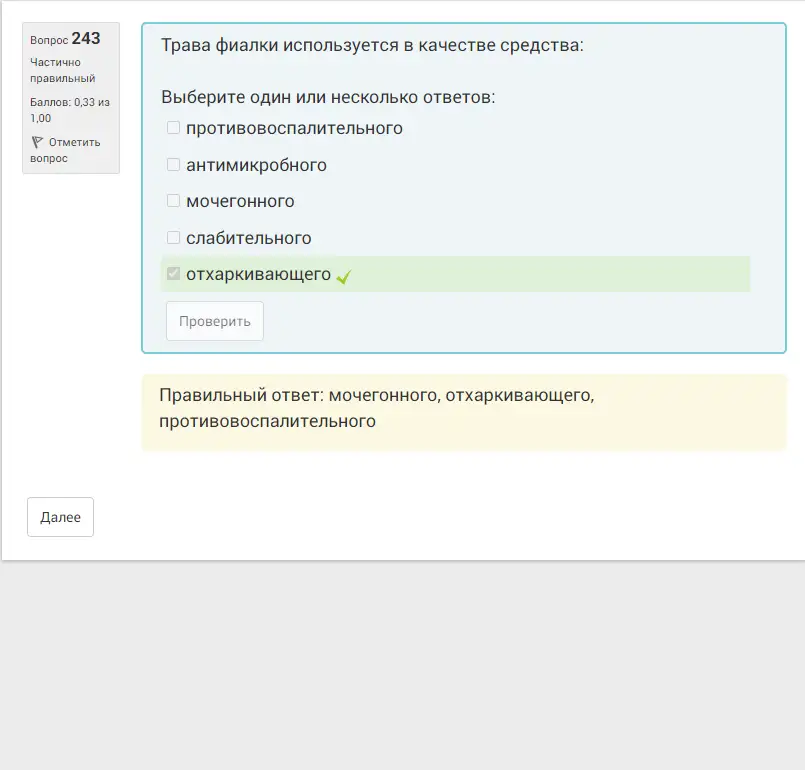 Вопрос 243
Частично
правильный
Баллов: 0,33 из
1,00
Отметить
вопрос
Трава фиалки используется в качестве средства:
Выберите один или несколько ответов:
противовоспалительного
антимикробного
мочегонного
слабительного
отхаркивающего
Проверить
Правильный ответ: мочегонного, отхаркивающего,
противовоспалительного
Далее